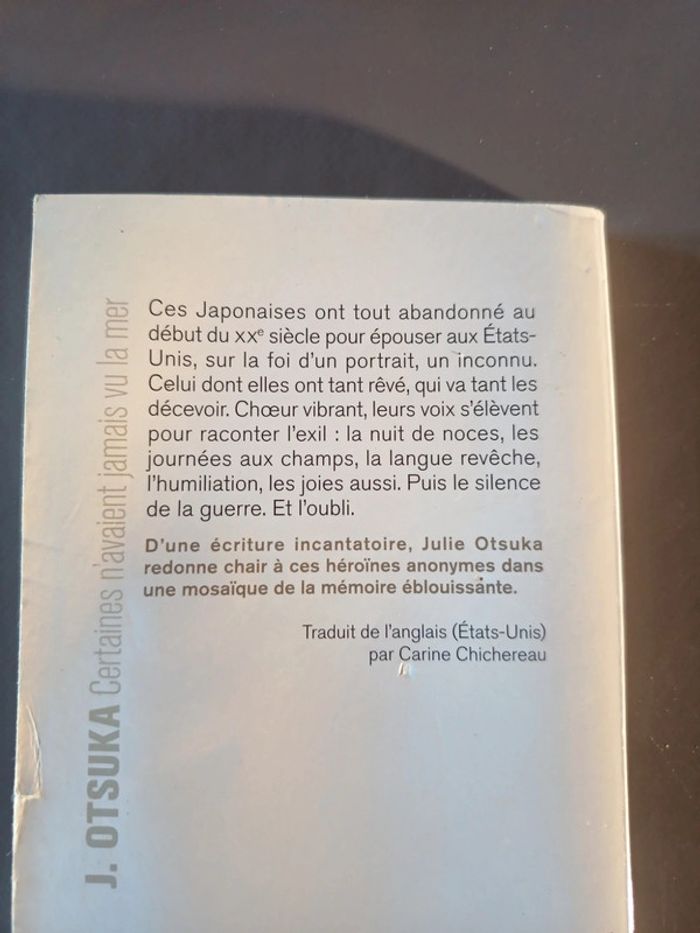 J. OTSUKA Certaines n'avaient jamais vu la mer
Ces Japonaises ont tout abandonné au
début du XXe siècle pour épouser aux États-
Unis, sur la foi d'un portrait, un inconnu.
Celui dont elles ont tant rêvé, qui va tant les
décevoir. Chœur vibrant, leurs voix s'élèvent
pour raconter l'exil : la nuit de noces, les
journées aux champs, la langue revêche,
l'humiliation, les joies aussi. Puis le silence
de la guerre. Et l'oubli.
D'une écriture incantatoire, Julie Otsuka
redonne chair à ces héroïnes anonymes dans
une mosaïque de la mémoire éblouissante.
Traduit de l'anglais (États-Unis)
par Carine Chichereau